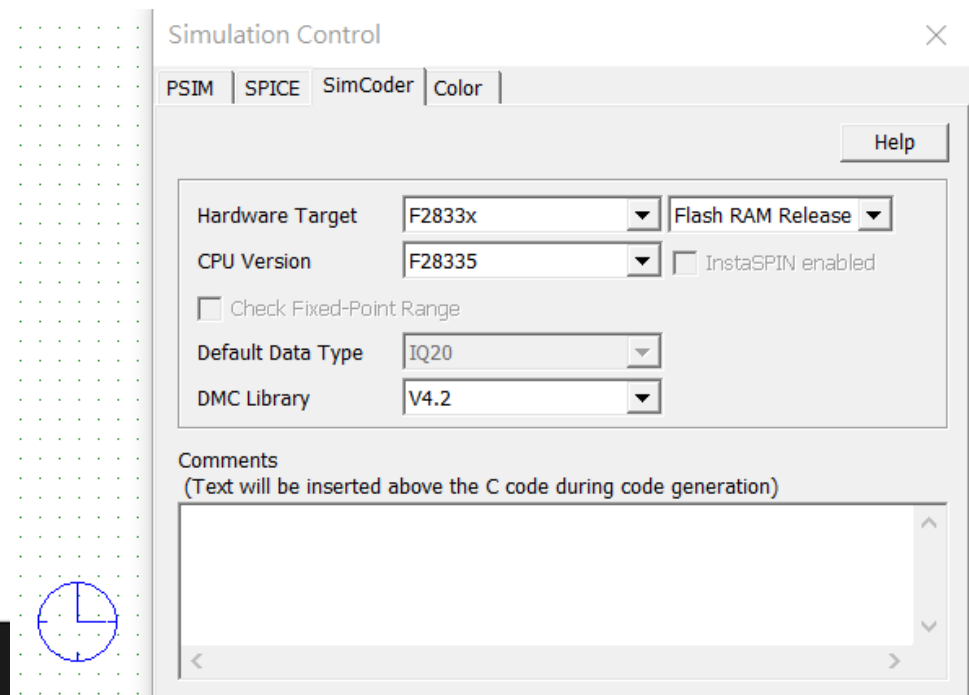 Simulation Control
PSIM SPICE SimCoder Color
Help
Hardware Target F2833x Flash RAM Release
CPU Version F28335 InstaSPIN enabled
Check Fixed-Point Range
Default Data Type IQ20
DMC Library V4.2
Comments
(Text will be inserted above the C code during code generation)